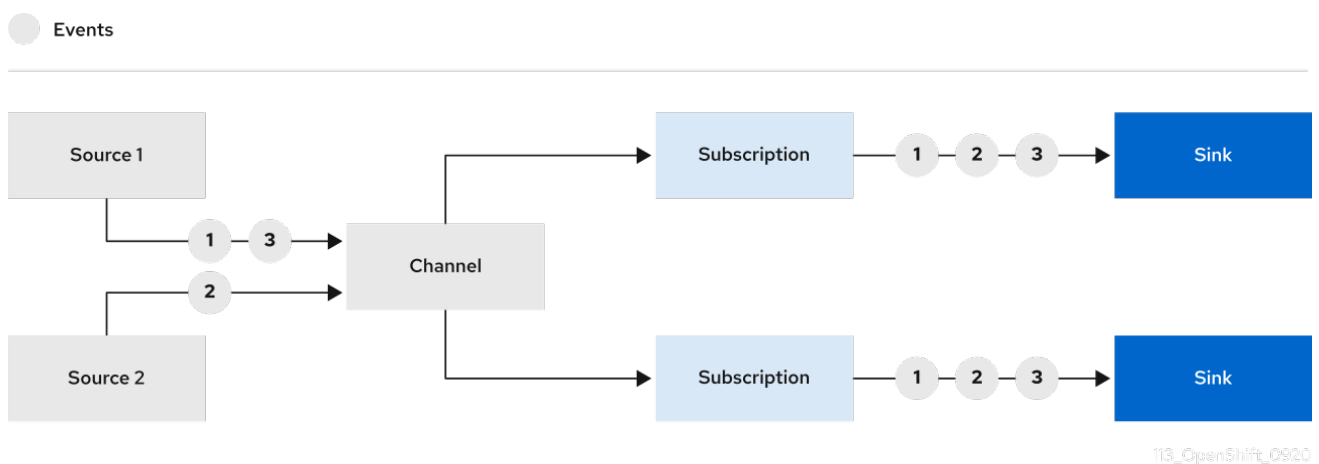 Events
Source 1
Subscription
1 2 3
Sink
1 3
Channel
2
Source 2
Subscription
1 2 3
Sink
113_OpenShift_0920